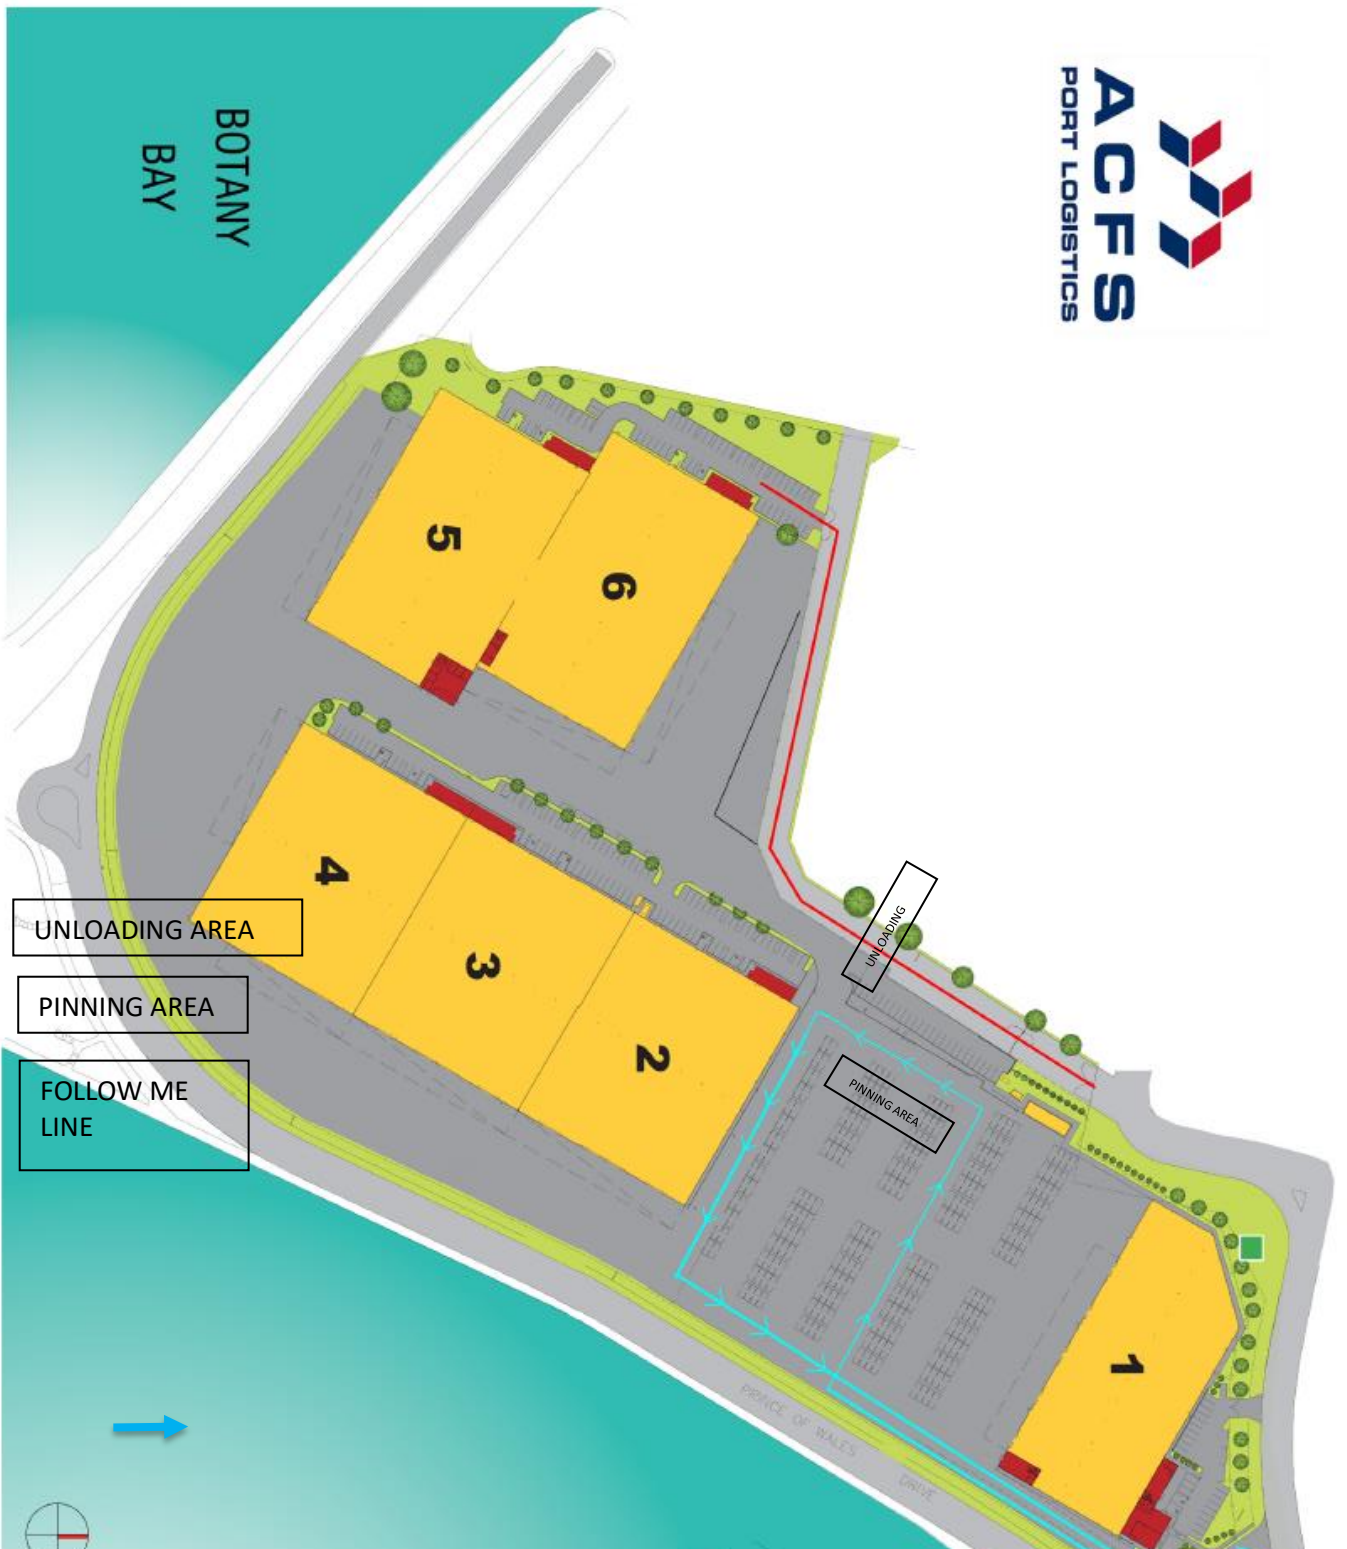 BOTANY
BAY
ACFS
PORT LOGISTICS
5
6
4
3
2
1
UNLOADING
PINNING AREA
UNLOADING AREA
PINNING AREA
FOLLOW ME
LINE
PRINCE OF WALES DRIVE